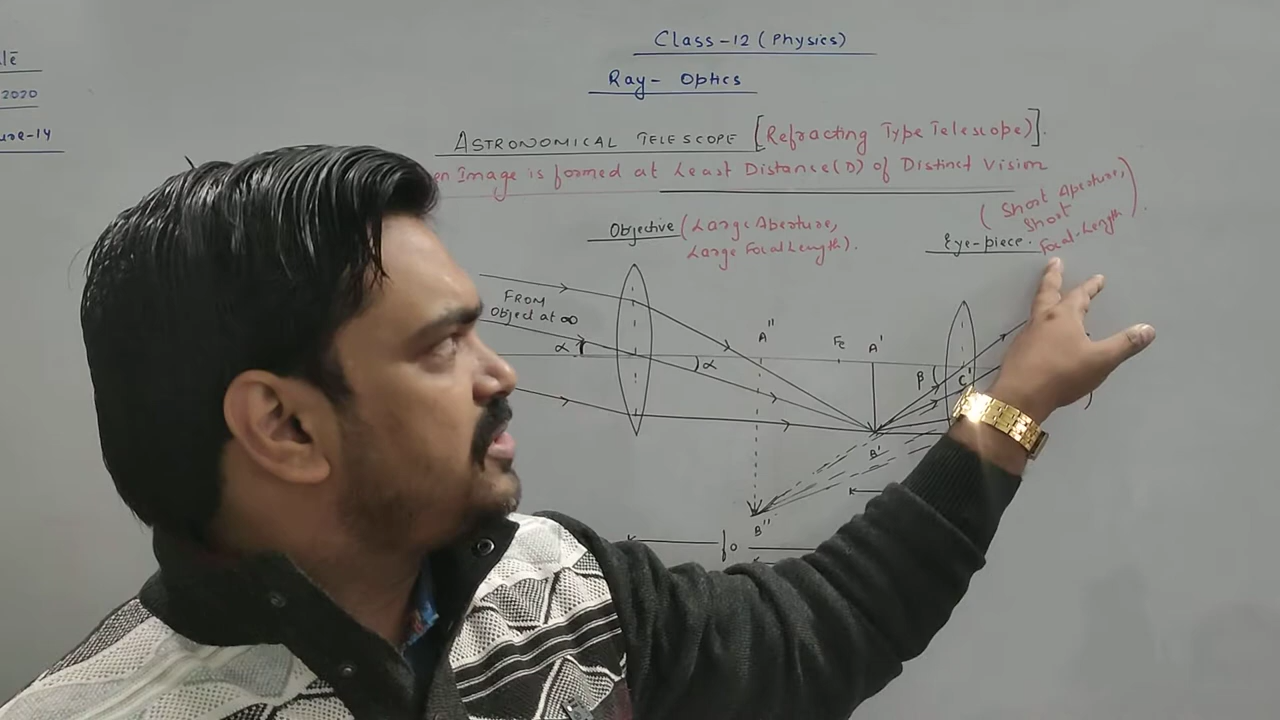 Class-12 (Physics)
Ray- Optics
2020
-14
ASTRONOMICAL TELESCOPE [Refracting Type Telescope)].
en Image is formed at Least Distance(D) of Distinct Vision
Objective (Large Aperture,
Large Focal Length).
(Short Aperture,
Short
Focal-Length).
Eye-piece.
FROM
Object at ∞
α
α
A''
Fe
A'
β
C'
B'
B''
fo